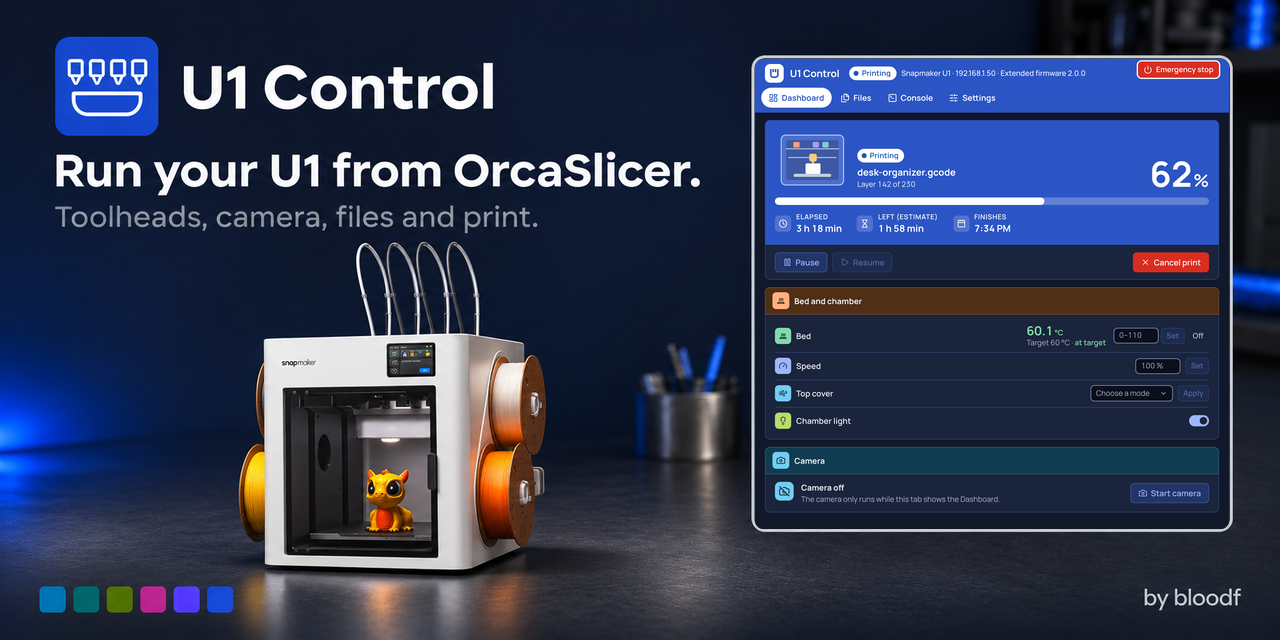 U1 Control
Run your U1 from OrcaSlicer.
Toolheads, camera, files and print.
snapmaker
U1 Control
Printing
Snapmaker U1 · 192.168.1.50 · Extended firmware 2.0.0
Emergency stop
Dashboard
Files
Console
Settings
Printing
desk-organizer.gcode
Layer 142 of 230
62%
ELAPSED
3 h 18 min
LEFT (ESTIMATE)
1 h 58 min
FINISHES
7:34 PM
Pause
Resume
Cancel print
Bed and chamber
Bed
60.1 °C
Target 60 °C · at target
0–110
Set
Off
Speed
100 %
Set
Top cover
Choose a mode
Apply
Chamber light
Camera
Camera off
The camera only runs while this tab shows the Dashboard.
Start camera
by bloodf